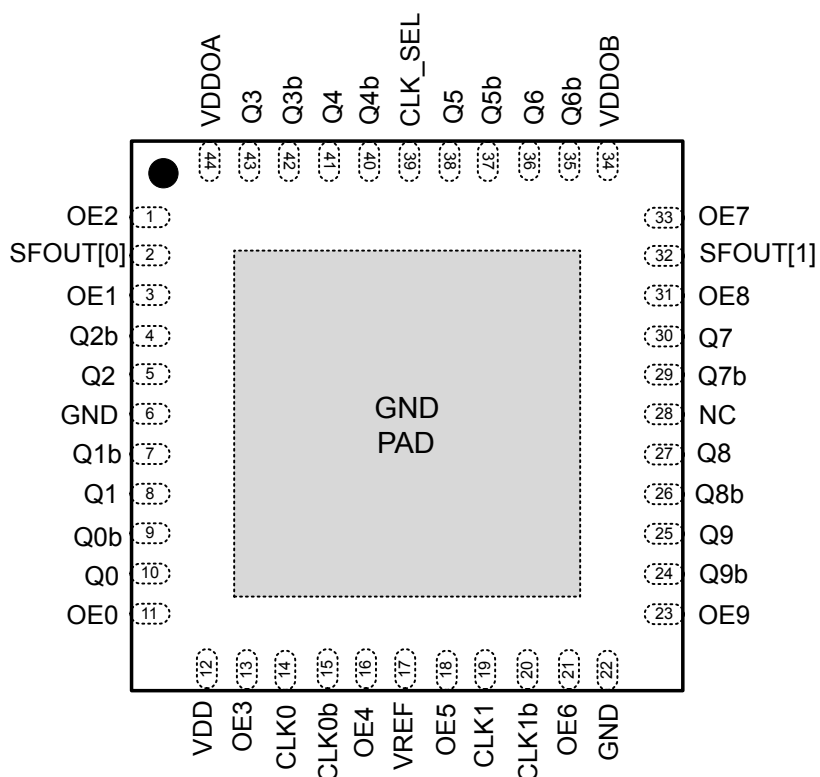 VDDOA
Q3
Q3b
Q4
Q4b
CLK_SEL
Q5
Q5b
Q6
Q6b
VDDOB
44
43
42
41
40
39
38
37
36
35
34
OE2 1
SFOUT[0] 2
OE1 3
Q2b 4
Q2 5
GND 6
Q1b 7
Q1 8
Q0b 9
Q0 10
OE0 11
GND
PAD
33 OE7
32 SFOUT[1]
31 OE8
30 Q7
29 Q7b
28 NC
27 Q8
26 Q8b
25 Q9
24 Q9b
23 OE9
12
13
14
15
16
17
18
19
20
21
22
VDD
OE3
CLK0
CLK0b
OE4
VREF
OE5
CLK1
CLK1b
OE6
GND